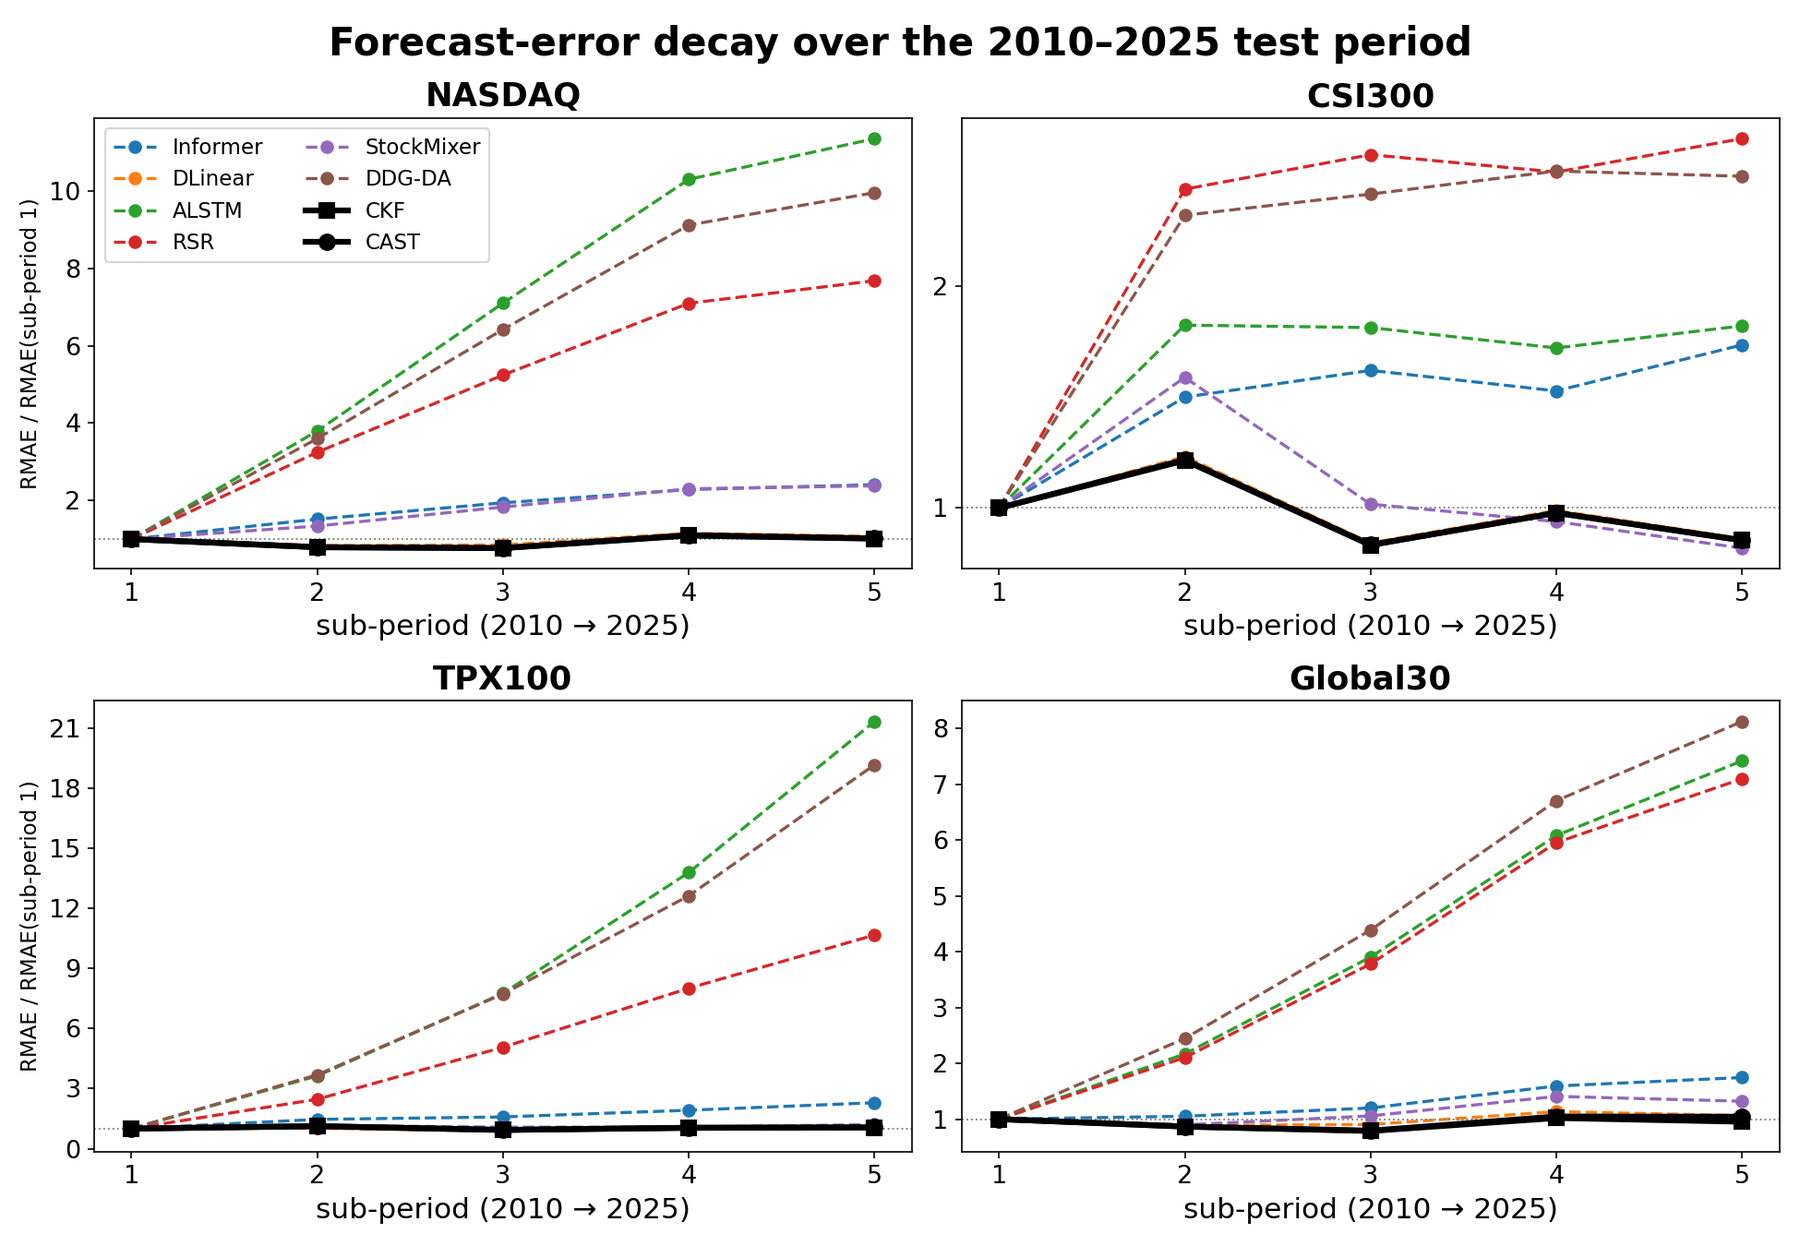 Forecast-error decay over the 2010–2025 test period
NASDAQ
RMAE / RMAE(sub-period 1)
10
8
6
4
2
Informer
DLinear
ALSTM
RSR
StockMixer
DDG-DA
CKF
CAST
1 2 3 4 5
sub-period (2010 → 2025)
CSI300
2
1
1 2 3 4 5
sub-period (2010 → 2025)
TPX100
RMAE / RMAE(sub-period 1)
21
18
15
12
9
6
3
0
1 2 3 4 5
sub-period (2010 → 2025)
Global30
8
7
6
5
4
3
2
1
1 2 3 4 5
sub-period (2010 → 2025)